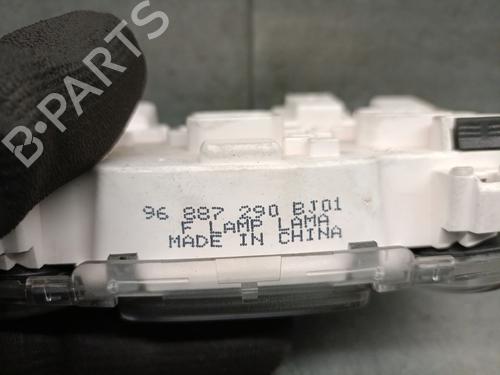 B-PARTS
96 887 290 BJ01
F LAMP LAMA
MADE IN CHINA